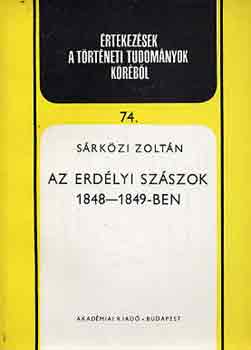 ÉRTEKEZÉSEK
A TÖRTÉNETI TUDOMÁNYOK
KÖRÉBŐL
74.
SÁRKÖZI ZOLTÁN
AZ ERDÉLYI SZÁSZOK
1848—1849-BEN
AKADÉMIAI KIADÓ · BUDAPEST